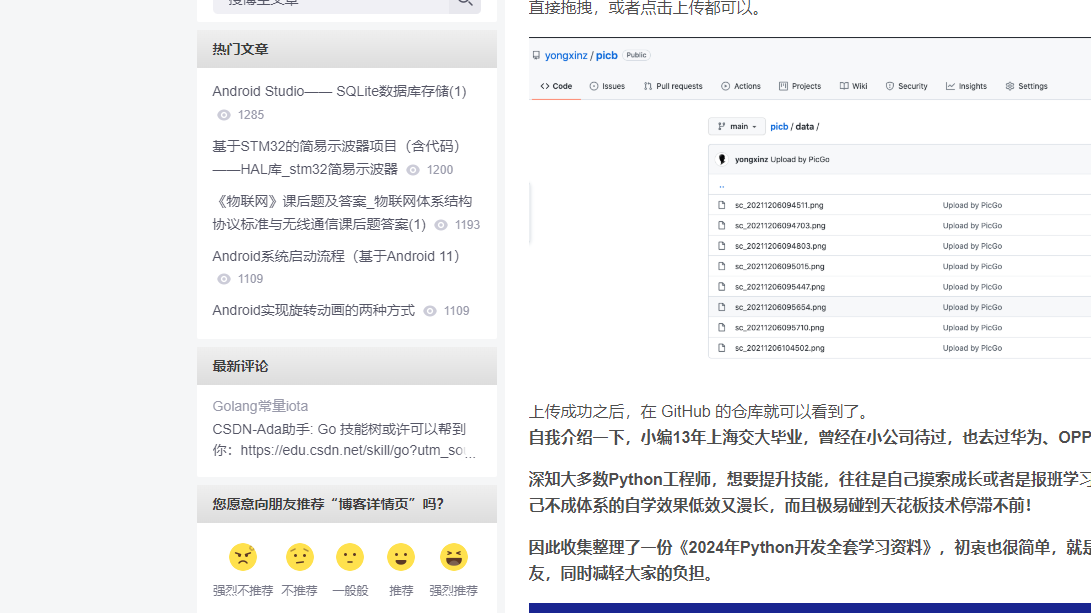 搜博主文章
热门文章
Android Studio—— SQLite数据库存储(1)
1285
基于STM32的简易示波器项目（含代码）
——HAL库_stm32简易示波器 1200
《物联网》课后题及答案_物联网体系结构
协议标准与无线通信课后题答案(1) 1193
Android系统启动流程（基于Android 11）
1109
Android实现旋转动画的两种方式 1109
最新评论
Golang常量iota
CSDN-Ada助手: Go 技能树或许可以帮到
你：https://edu.csdn.net/skill/go?utm_so...
您愿意向朋友推荐“博客详情页”吗？
强烈不推荐 不推荐 一般般 推荐 强烈推荐
直接拖拽，或者点击上传都可以。
yongxinz / picb Public
Code Issues Pull requests Actions Projects Wiki Security Insights Settings
main picb / data /
yongxinz Upload by PicGo
..
sc_20211206094511.png Upload by PicGo
sc_20211206094703.png Upload by PicGo
sc_20211206094803.png Upload by PicGo
sc_20211206095015.png Upload by PicGo
sc_20211206095447.png Upload by PicGo
sc_20211206095654.png Upload by PicGo
sc_20211206095710.png Upload by PicGo
sc_20211206104502.png Upload by PicGo
上传成功之后，在 GitHub 的仓库就可以看到了。
自我介绍一下，小编13年上海交大毕业，曾经在小公司待过，也去过华为、OPP
深知大多数Python工程师，想要提升技能，往往是自己摸索成长或者是报班学习
己不成体系的自学效果低效又漫长，而且极易碰到天花板技术停滞不前！
因此收集整理了一份《2024年Python开发全套学习资料》，初衷也很简单，就是
友，同时减轻大家的负担。